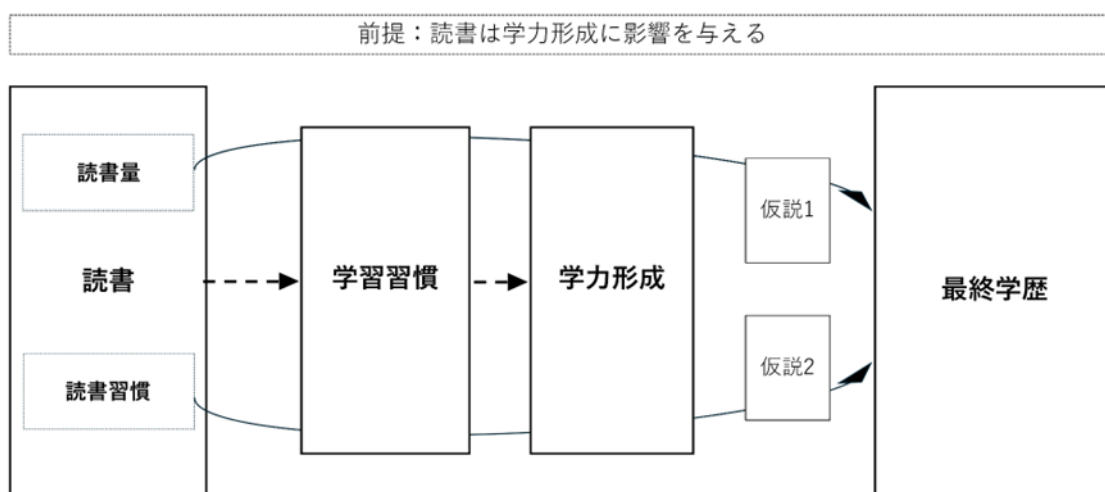 前提：読書は学力形成に影響を与える
読書量
読書
読書習慣
学習習慣
学力形成
仮説1
仮説2
最終学歴